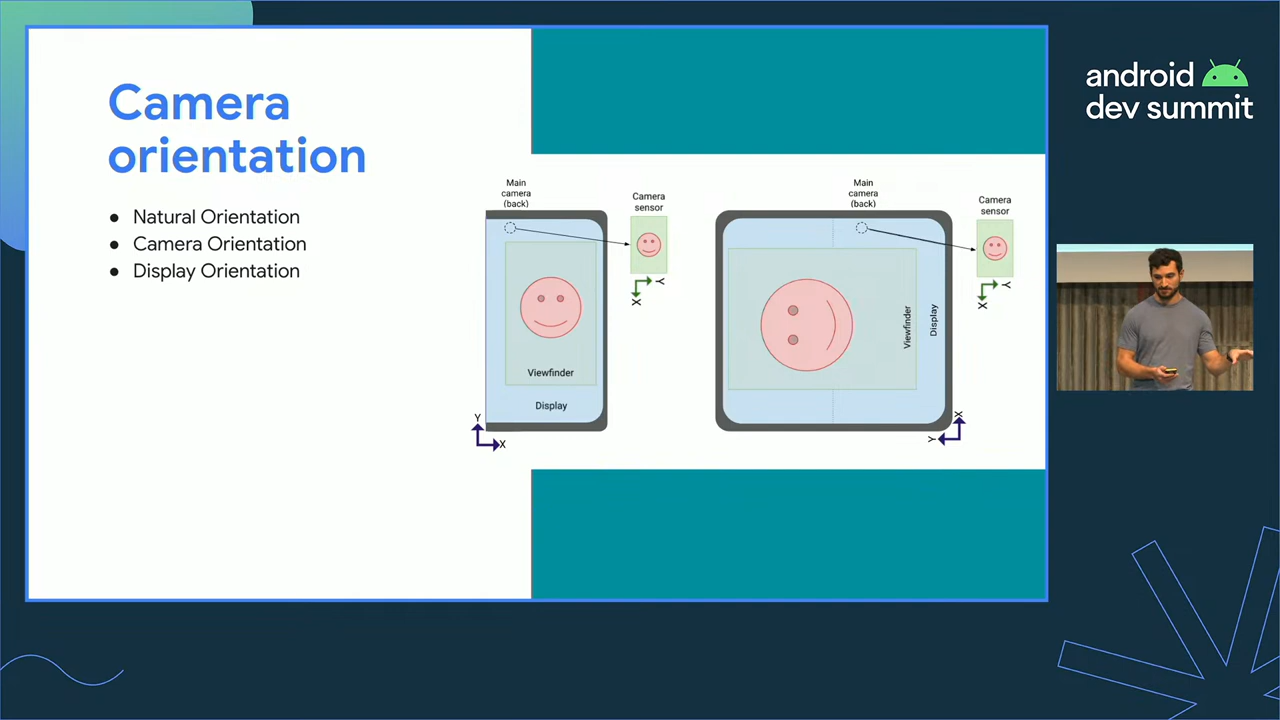 Camera
orientation
● Natural Orientation
● Camera Orientation
● Display Orientation
Main
camera
(back)
Camera
sensor
Y
X
Viewfinder
Display
Y
X
Main
camera
(back)
Camera
sensor
Y
X
Viewfinder
Display
X
Y
android
dev summit